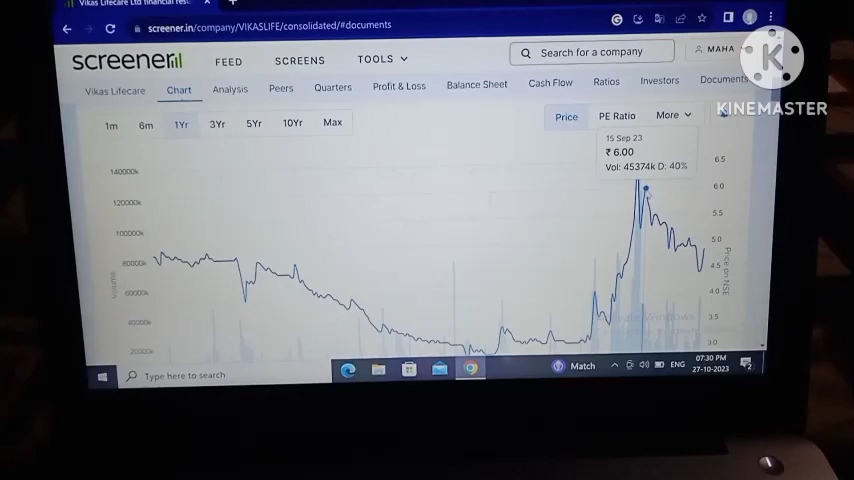 Vikas Lifecare Ltd financial res
screener.in/company/VIKASLIFE/consolidated/#documents
screener
FEED
SCREENS
TOOLS
Search for a company
MAHA
Vikas Lifecare
Chart
Analysis
Peers
Quarters
Profit & Loss
Balance Sheet
Cash Flow
Ratios
Investors
Documents
KINEMASTER
1m
6m
1Yr
3Yr
5Yr
10Yr
Max
Price
PE Ratio
More
15 Sep 23
₹ 6.00
Vol: 45374k D: 40%
140000k
120000k
100000k
80000k
60000k
40000k
20000k
Volume
6.5
6.0
5.5
5.0
4.5
4.0
3.5
3.0
Price on NSE
Type here to search
Match
ENG
07:30 PM
27-10-2023
2